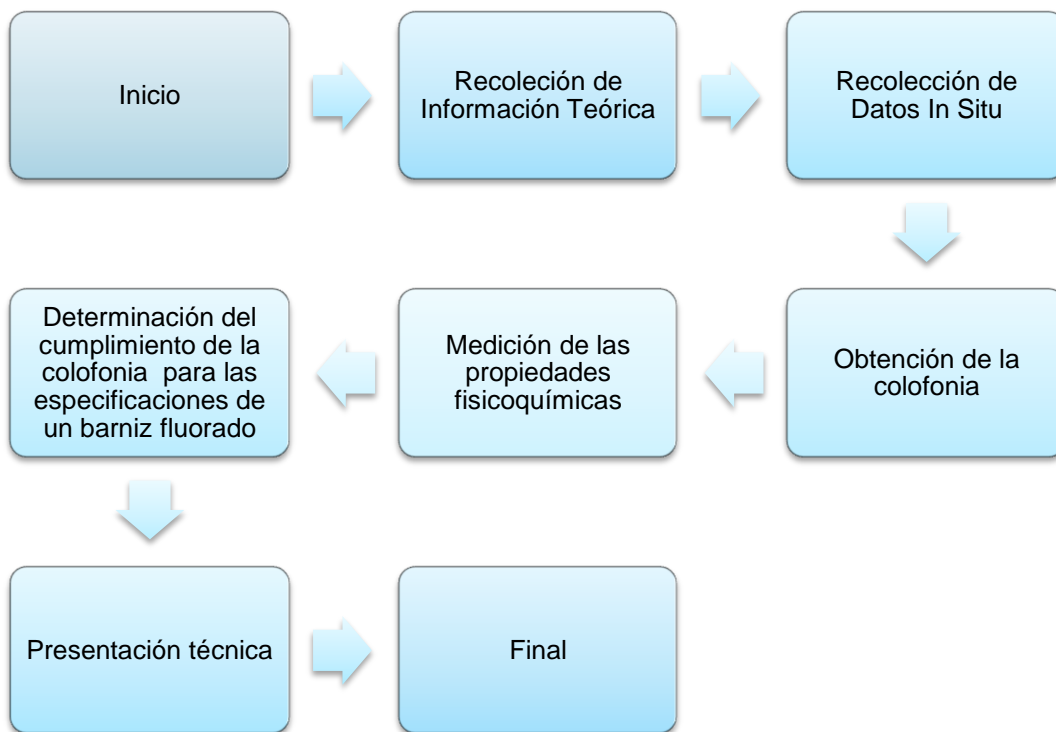 Inicio
Recoleción de
Información Teórica
Recolección de
Datos In Situ
Obtención de la
colofonia
Medición de las
propiedades
fisicoquímicas
Determinación del
cumplimiento de la
colofonia para las
especificaciones de
un barniz fluorado
Presentación técnica
Final